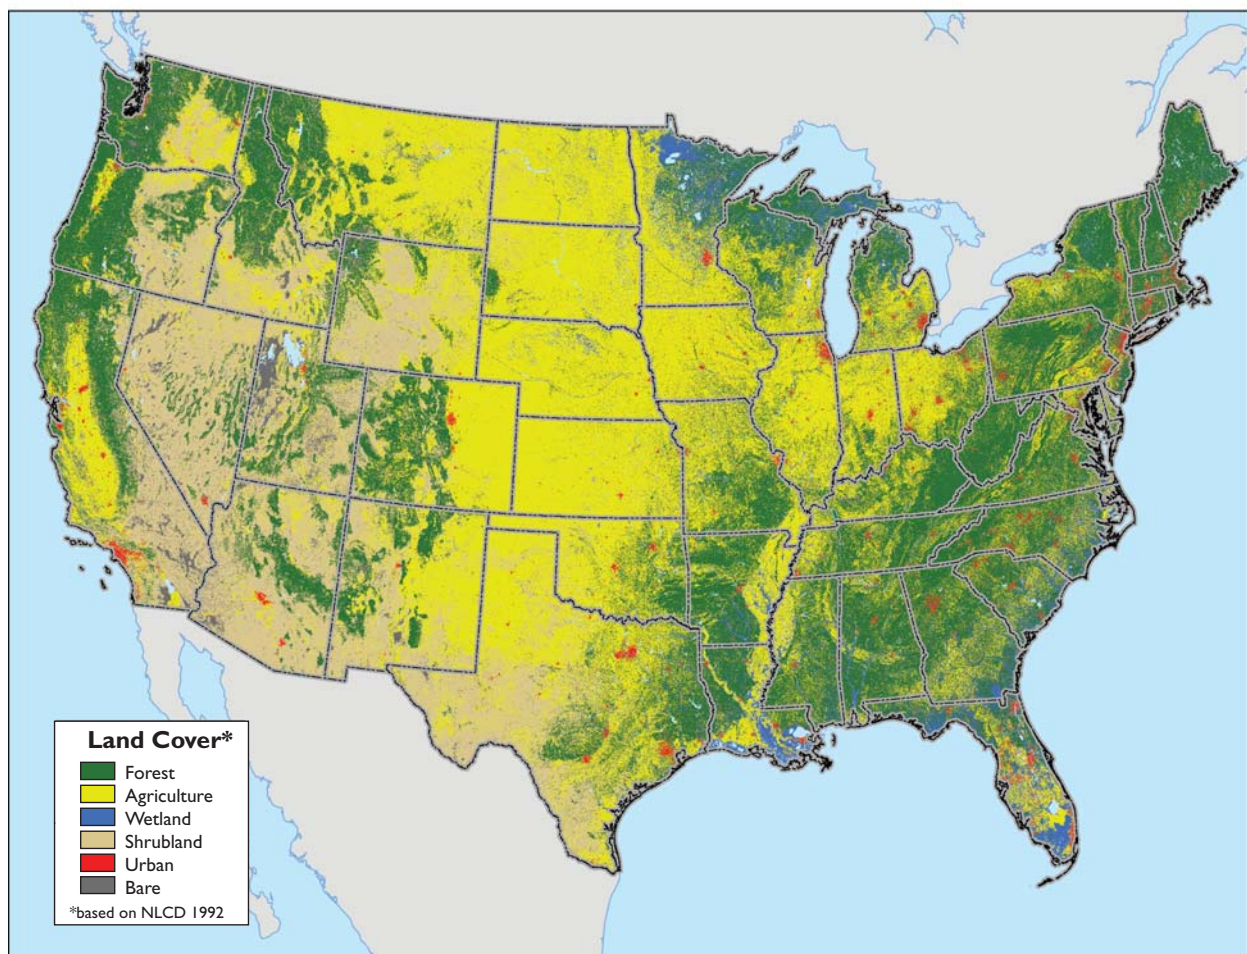 Land Cover*
Forest
Agriculture
Wetland
Shrubland
Urban
Bare
*based on NLCD 1992